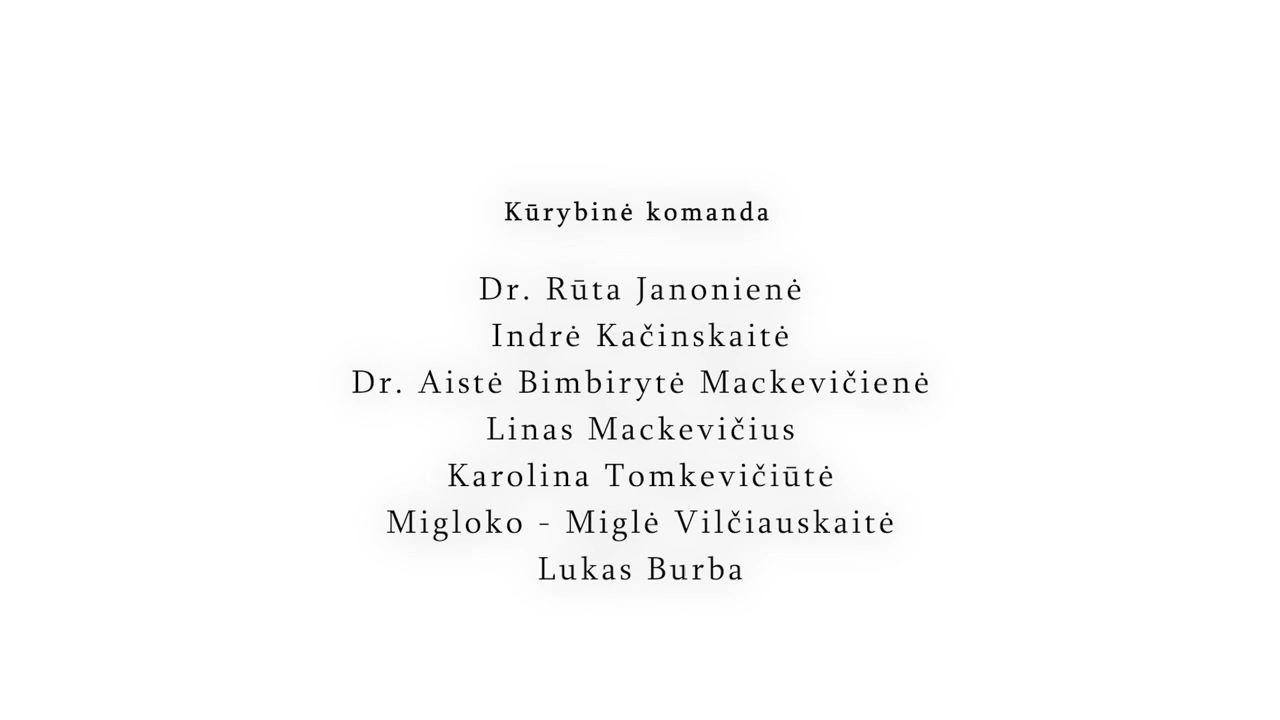 Kūrybinė komanda
Dr. Rūta Janonienė
Indrė Kačinskaitė
Dr. Aistė Bimbirytė Mackevičienė
Linas Mackevičius
Karolina Tomkevičiūtė
Migloko - Miglė Vilčiauskaitė
Lukas Burba